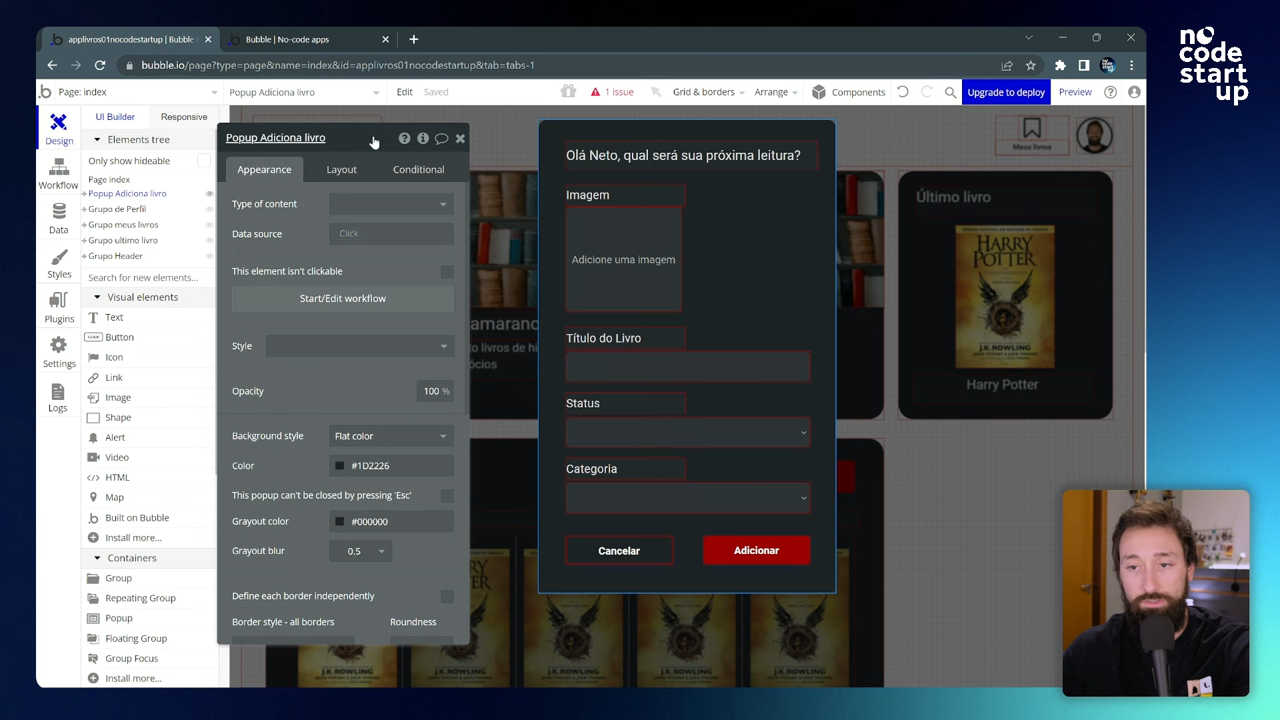 no
code
start
up
applivros01nocodestartup | Bubble
Bubble | No-code apps
bubble.io/page?type=page&name=index&id=applivros01nocodestartup&tab=tabs-1
Page: index
Popup Adiciona livro
Edit
Saved
1 issue
Grid & borders
Arrange
Components
Upgrade to deploy
Preview
Design
Workflow
Data
Styles
Plugins
Settings
Logs
UI Builder
Responsive
Elements tree
Only show hideable
Page index
Popup Adiciona livro
Grupo de Perfil
Grupo meus livros
Grupo ultimo livro
Grupo Header
Search for new elements...
Visual elements
Text
CLICK
Button
Icon
Link
Image
Shape
Alert
Video
HTML
Map
Built on Bubble
Install more...
Containers
Group
Repeating Group
Popup
Floating Group
Group Focus
Install more...
Popup Adiciona livro
Appearance
Layout
Conditional
Type of content
Data source
Click
This element isn't clickable
Start/Edit workflow
Style
Opacity
100 %
Background style
Flat color
Color
#1D2226
This popup can't be closed by pressing 'Esc'
Grayout color
#000000
Grayout blur
0.5
Define each border independently
Border style - all borders
Roundness
Olá Neto, qual será sua próxima leitura?
Imagem
Adicione uma imagem
Título do Livro
Status
Categoria
Cancelar
Adicionar
Meus livros
Último livro
HARRY
POTTER
J.K.ROWLING
Harry Potter
J.K.ROWLING
J.K.ROWLING
J.K.ROWLING
J.K.ROWLING